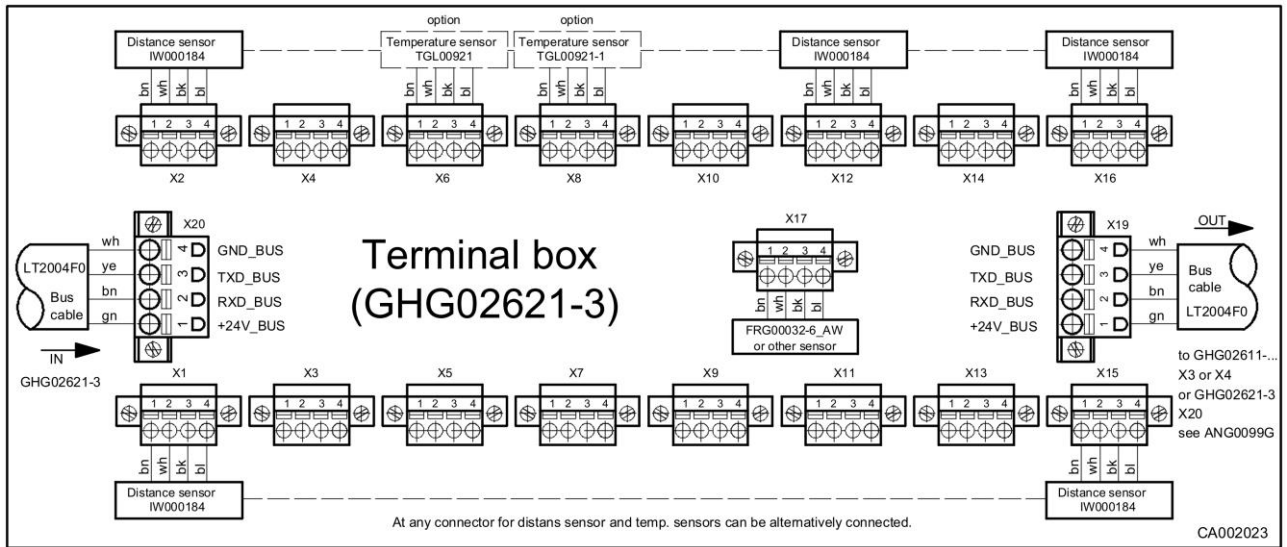 option
option
Distance sensor
IW000184
Temperature sensor
TGL00921
Temperature sensor
TGL00921-1
Distance sensor
IW000184
Distance sensor
IW000184
bn wh bk bl
bn wh bk bl
bn wh bk bl
bn wh bk bl
bn wh bk bl
1 2 3 4
1 2 3 4
1 2 3 4
1 2 3 4
1 2 3 4
1 2 3 4
1 2 3 4
1 2 3 4
X2
X4
X6
X8
X10
X12
X14
X16
X20
LT2004F0
Bus
cable
wh
ye
bn
gn
4
3
2
1
GND_BUS
TXD_BUS
RXD_BUS
+24V_BUS
IN
GHG02621-3
Terminal box
(GHG02621-3)
X17
1 2 3 4
bn wh bk bl
FRG00032-6_AW
or other sensor
X19
GND_BUS
TXD_BUS
RXD_BUS
+24V_BUS
4
3
2
1
wh
ye
bn
gn
OUT
Bus
cable
LT2004F0
to GHG02611-...
X3 or X4
or GHG02621-3
X20
see ANG0099G
X1
X3
X5
X7
X9
X11
X13
X15
1 2 3 4
1 2 3 4
1 2 3 4
1 2 3 4
1 2 3 4
1 2 3 4
1 2 3 4
1 2 3 4
bn wh bk bl
bn wh bk bl
Distance sensor
IW000184
Distance sensor
IW000184
At any connector for distans sensor and temp. sensors can be alternatively connected.
CA002023